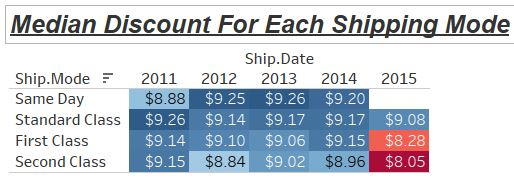 Median Discount For Each Shipping Mode
Ship.Date
Ship.Mode 2011 2012 2013 2014 2015
Same Day $8.88 $9.25 $9.26 $9.20
Standard Class $9.26 $9.14 $9.17 $9.17 $9.08
First Class $9.14 $9.10 $9.06 $9.15 $8.28
Second Class $9.15 $8.84 $9.02 $8.96 $8.05